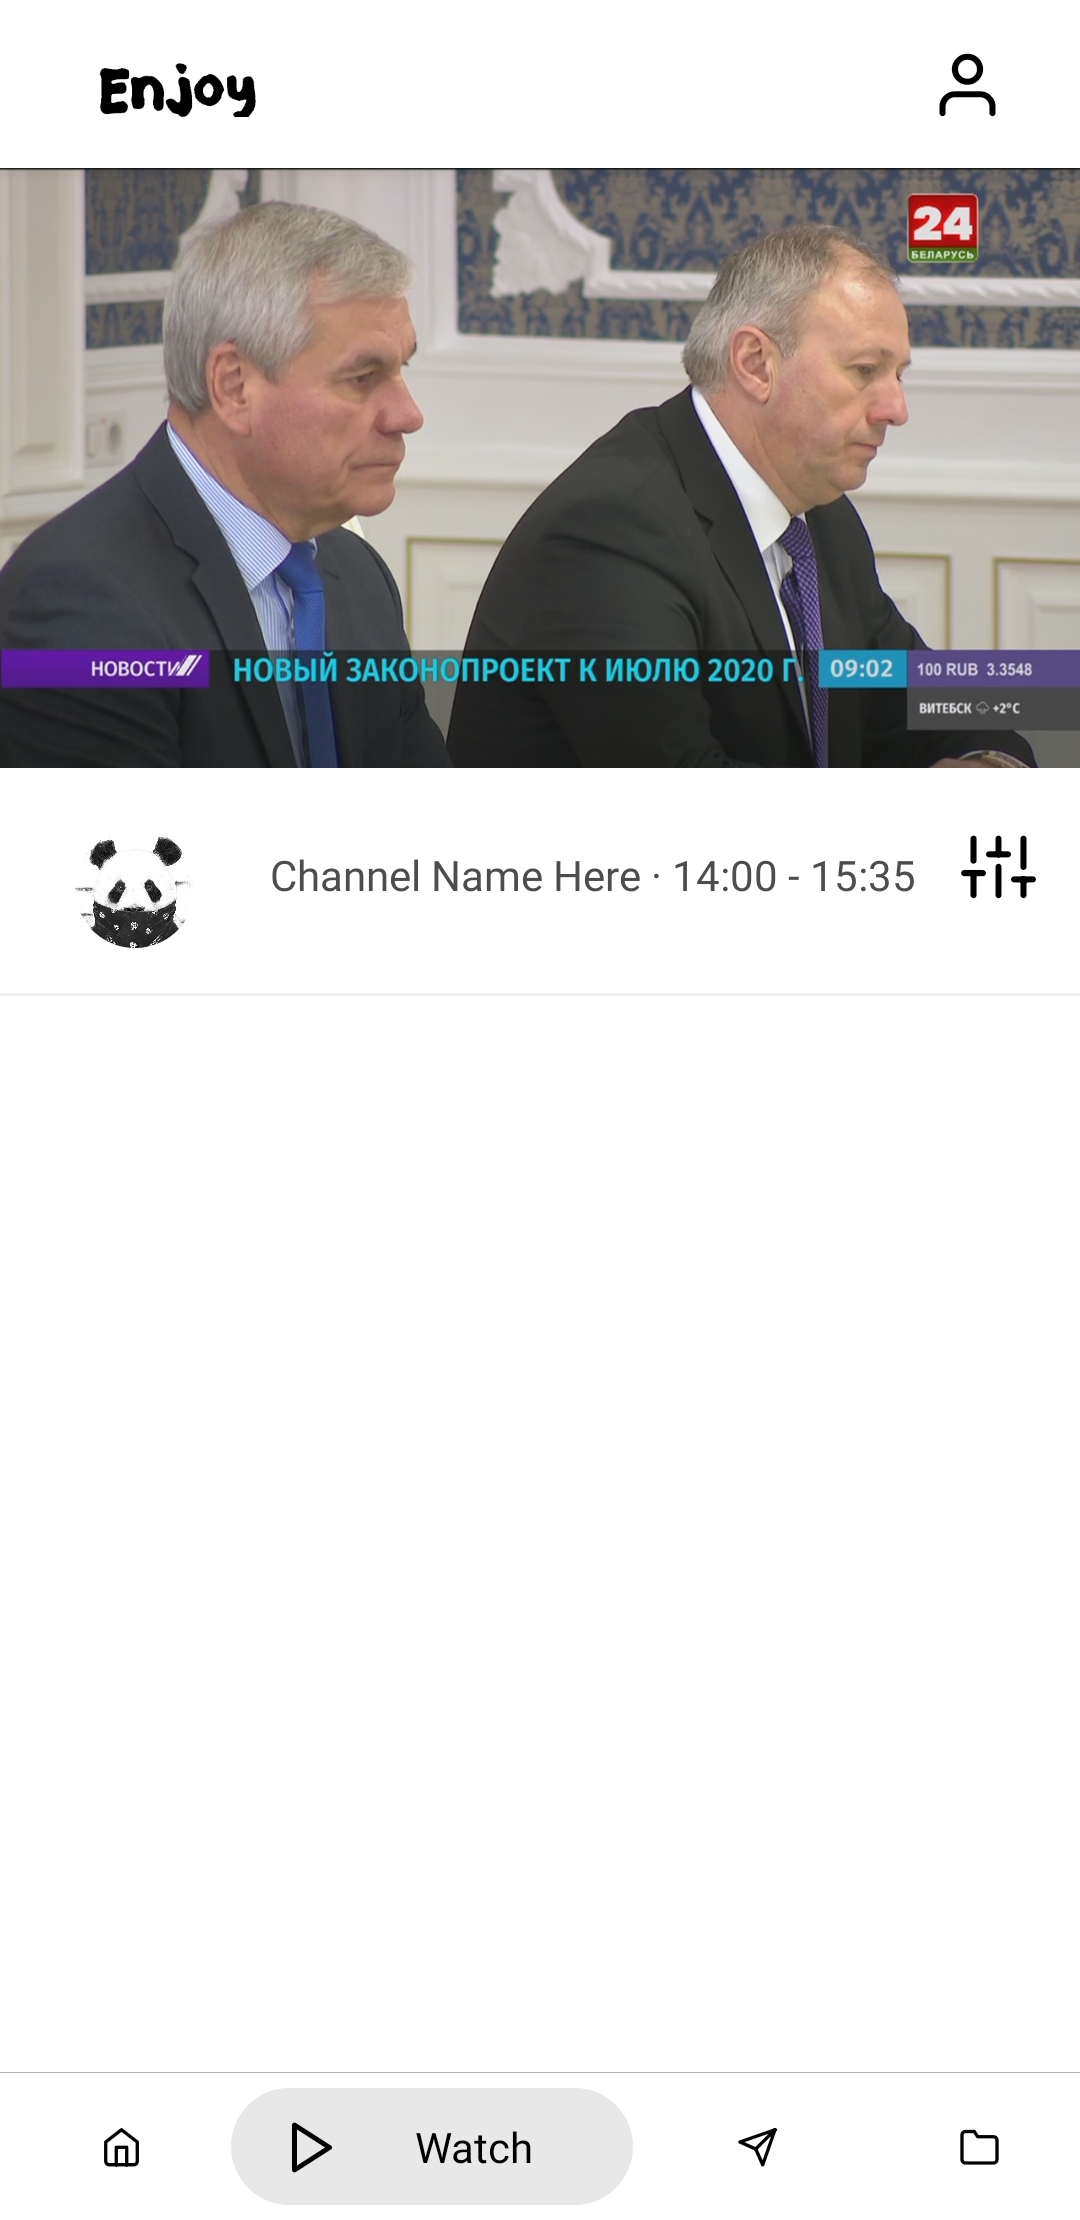 Enjoy
24
БЕЛАРУСЬ
НОВОСТИ
НОВЫЙ ЗАКОНОПРОЕКТ К ИЮЛЮ 2020 Г.
09:02
100 RUB 3.3548
ВИТЕБСК +2°C
Channel Name Here · 14:00 - 15:35
Watch